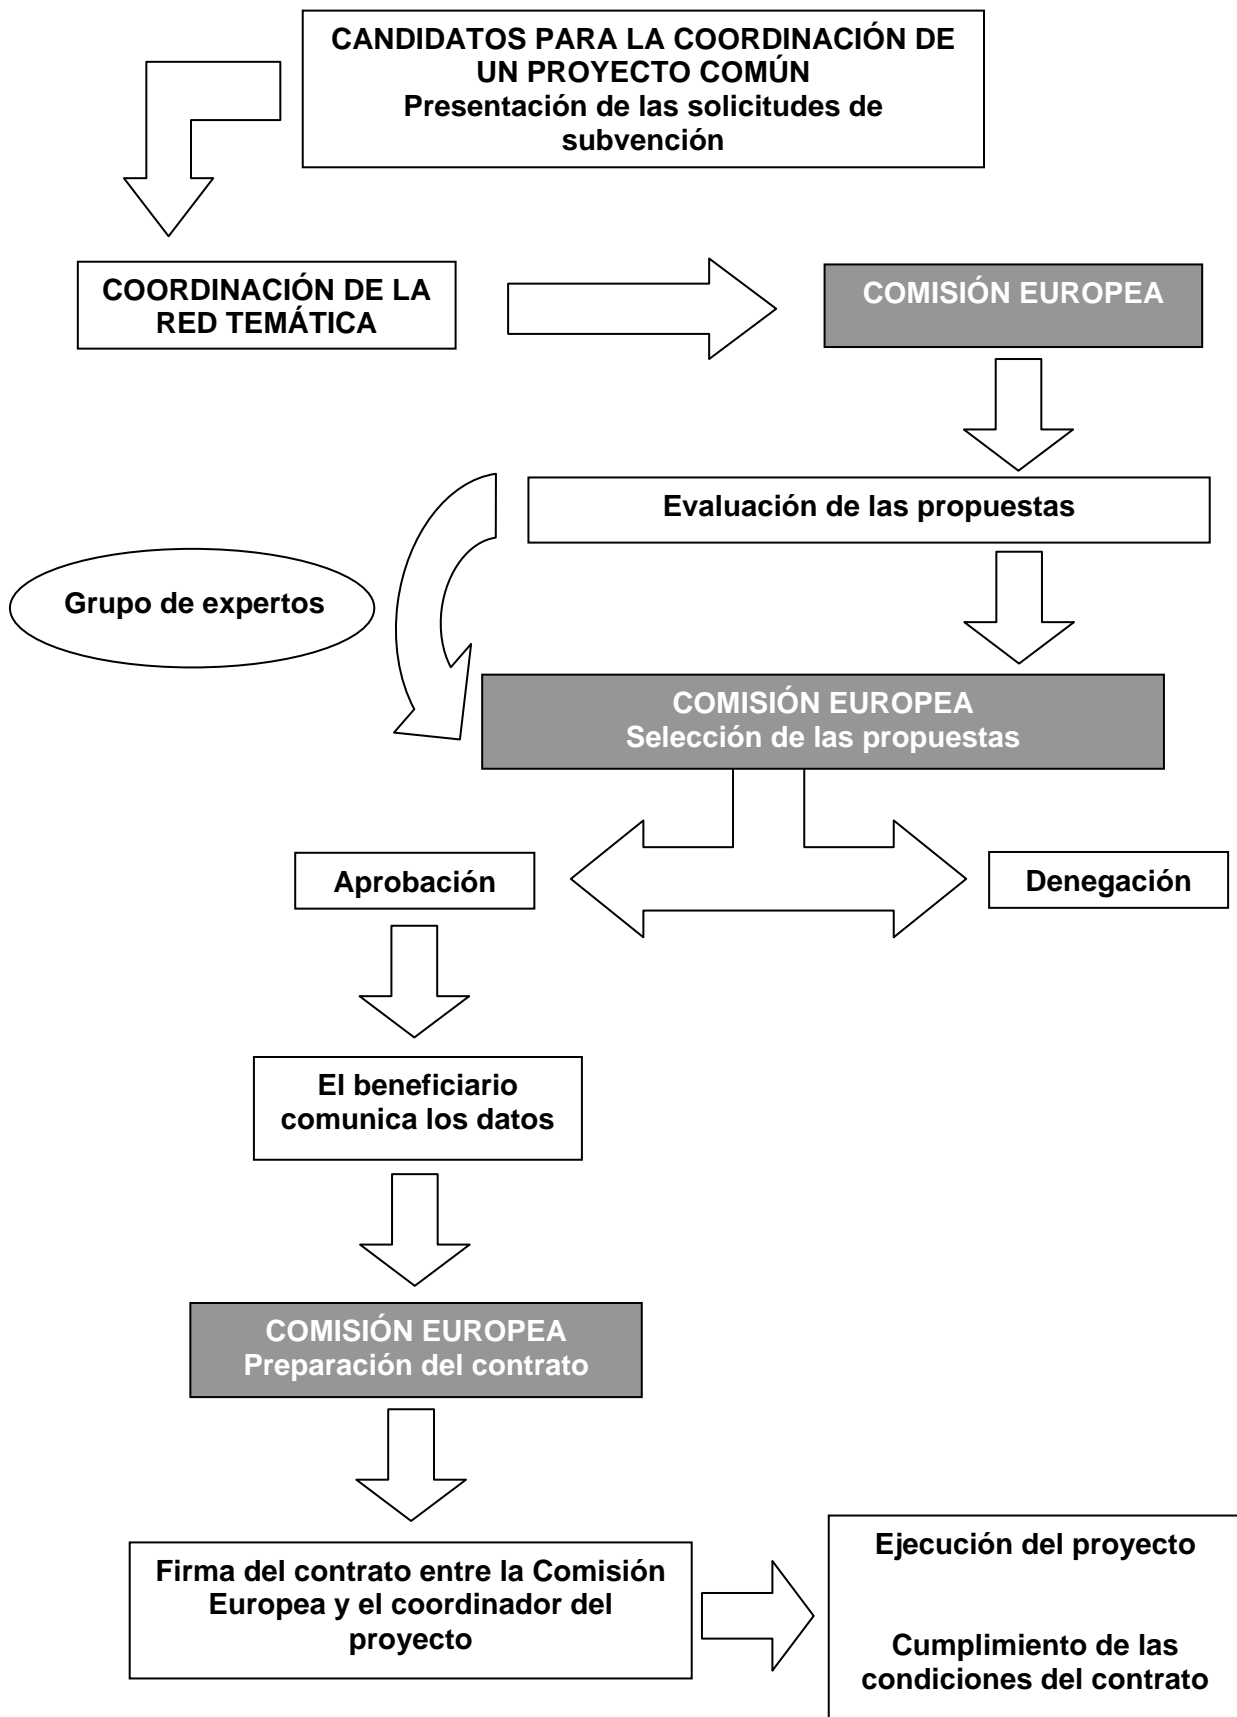 CANDIDATOS PARA LA COORDINACIÓN DE
UN PROYECTO COMÚN
Presentación de las solicitudes de
subvención
COORDINACIÓN DE LA
RED TEMÁTICA
COMISIÓN EUROPEA
Evaluación de las propuestas
Grupo de expertos
COMISIÓN EUROPEA
Selección de las propuestas
Aprobación
Denegación
El beneficiario
comunica los datos
COMISIÓN EUROPEA
Preparación del contrato
Firma del contrato entre la Comisión
Europea y el coordinador del
proyecto
Ejecución del proyecto
Cumplimiento de las
condiciones del contrato